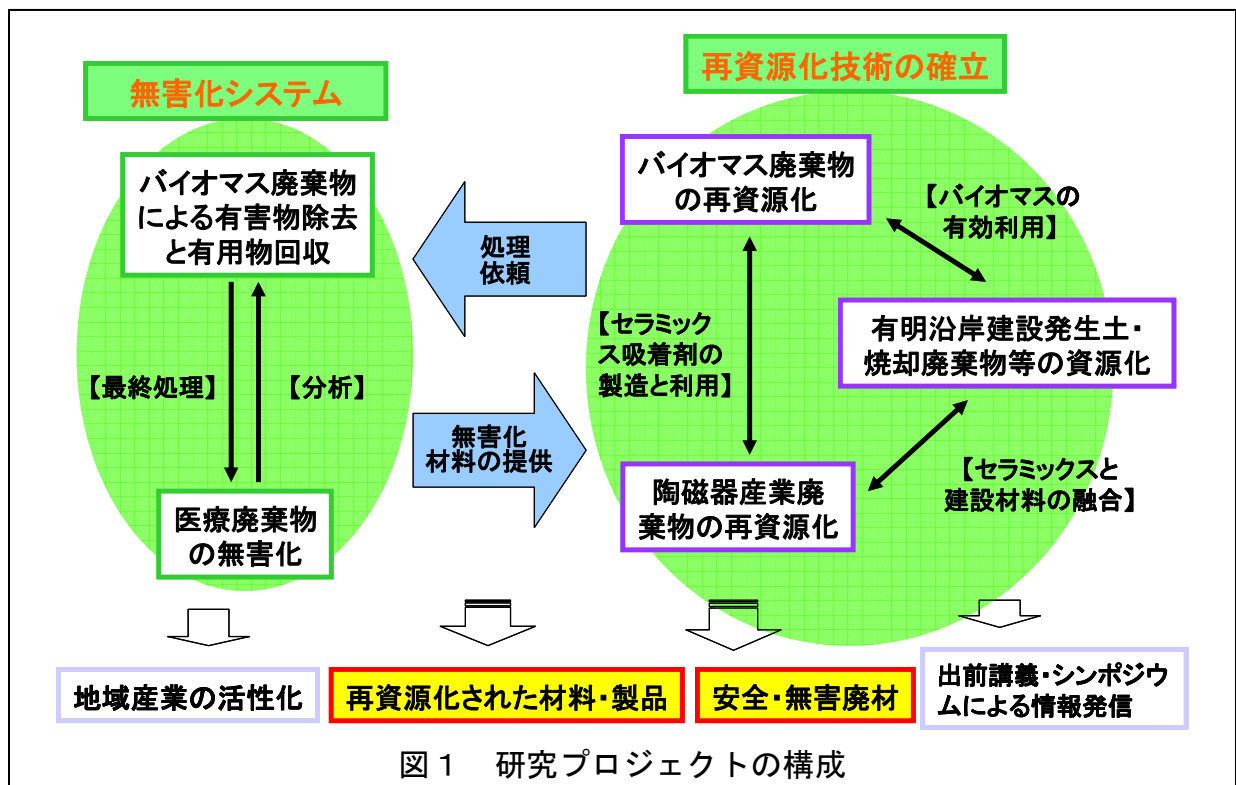 無害化システム
再資源化技術の確立
バイオマス廃棄物
による有害物除去
と有用物回収
【最終処理】
【分析】
医療廃棄物
の無害化
処理
依頼
無害化
材料の提供
バイオマス廃棄物
の再資源化
【バイオマスの
有効利用】
【セラミック
ス吸着剤の
製造と利用】
有明沿岸建設発生土・
焼却廃棄物等の資源化
陶磁器産業廃
棄物の再資源化
【セラミックスと
建設材料の融合】
地域産業の活性化
再資源化された材料・製品
安全・無害廃材
出前講義・シンポジウ
ムによる情報発信
図1 研究プロジェクトの構成